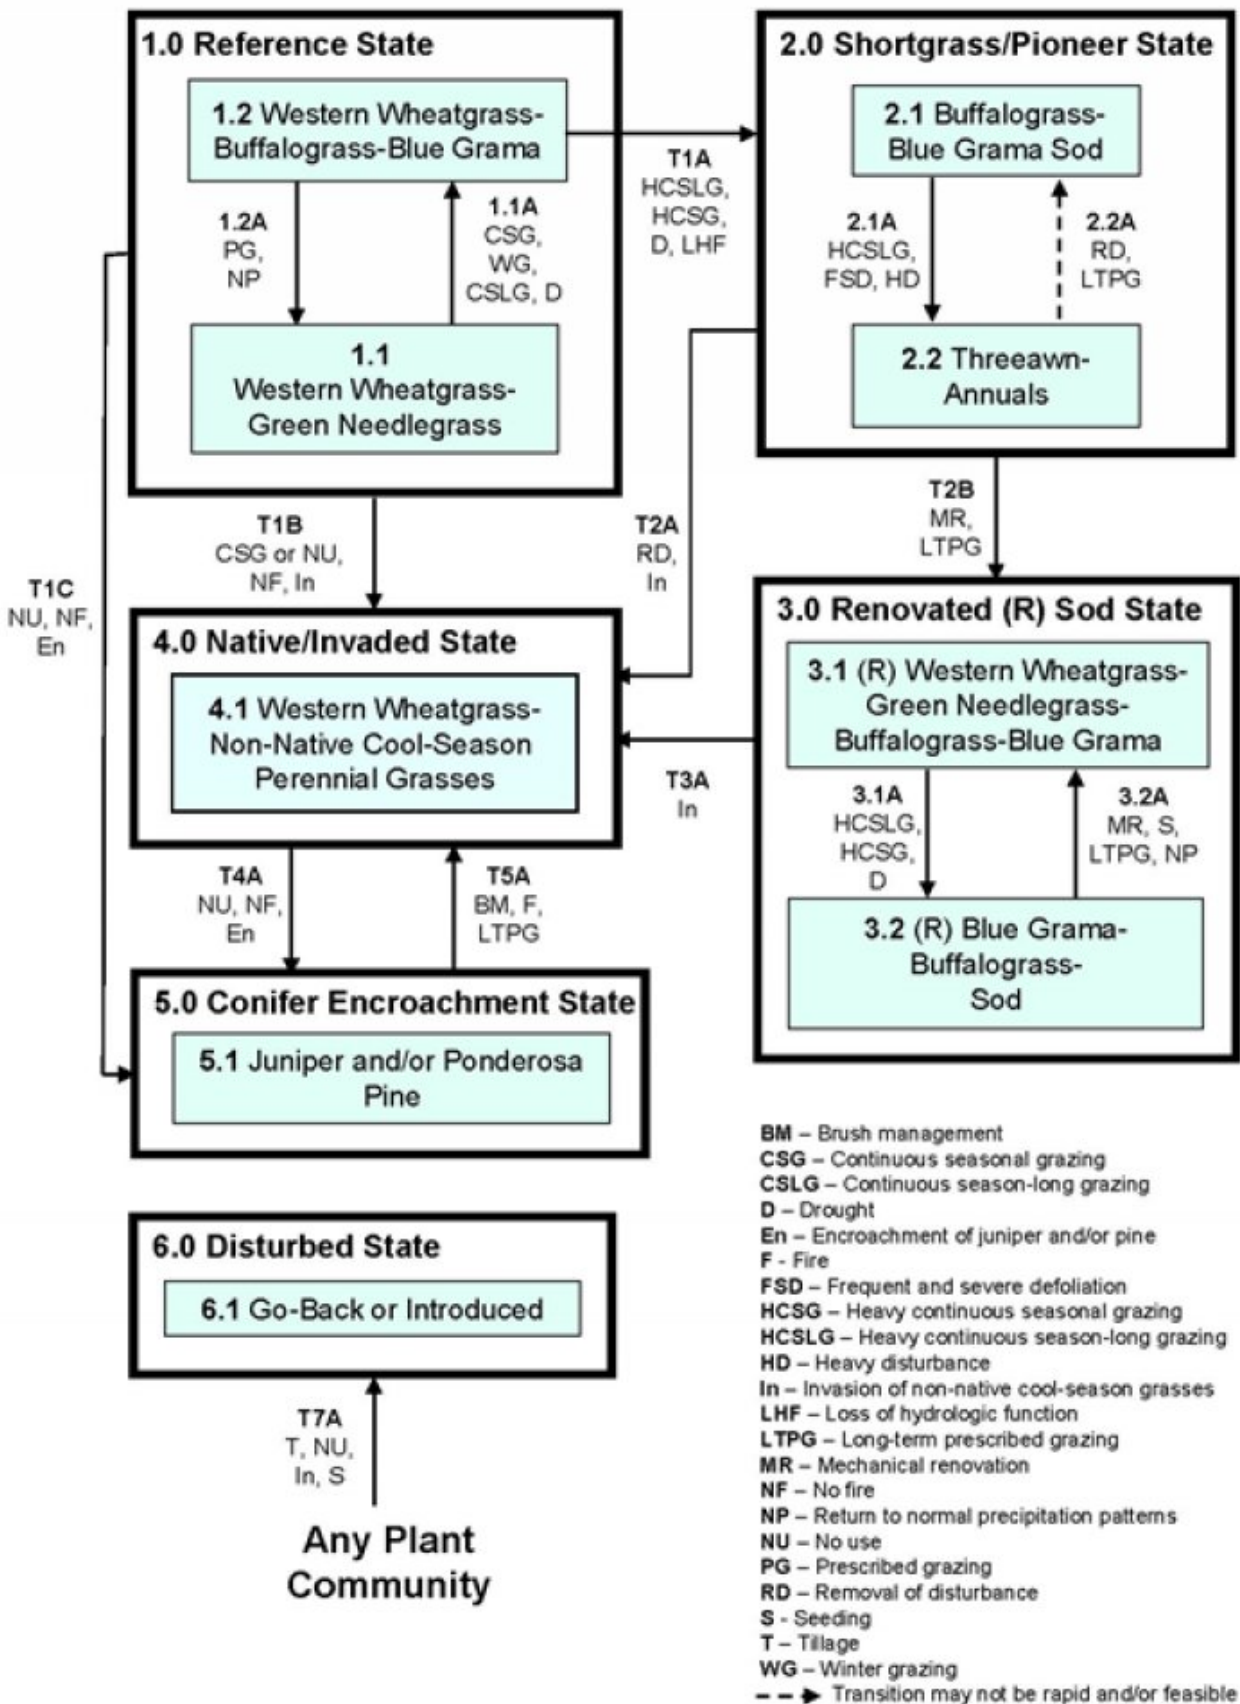 1.0 Reference State
1.2 Western Wheatgrass-
Buffalograss-Blue Grama
1.2A
PG,
NP
1.1A
CSG,
WG,
CSLG, D
1.1
Western Wheatgrass-
Green Needlegrass
T1A
HCSLG,
HCSG,
D, LHF
2.0 Shortgrass/Pioneer State
2.1 Buffalograss-
Blue Grama Sod
2.1A
HCSLG,
FSD, HD
2.2A
RD,
LTPG
2.2 Threeawn-
Annuals
T1B
CSG or NU,
NF, In
T2A
RD,
In
T2B
MR,
LTPG
T1C
NU, NF,
En
4.0 Native/Invaded State
4.1 Western Wheatgrass-
Non-Native Cool-Season
Perennial Grasses
T3A
In
3.0 Renovated (R) Sod State
3.1 (R) Western Wheatgrass-
Green Needlegrass-
Buffalograss-Blue Grama
3.1A
HCSLG,
HCSG,
D
3.2A
MR, S,
LTPG, NP
3.2 (R) Blue Grama-
Buffalograss-
Sod
T4A
NU, NF,
En
T5A
BM, F,
LTPG
5.0 Conifer Encroachment State
5.1 Juniper and/or Ponderosa
Pine
6.0 Disturbed State
6.1 Go-Back or Introduced
T7A
T, NU,
In, S
Any Plant
Community
BM – Brush management
CSG – Continuous seasonal grazing
CSLG – Continuous season-long grazing
D – Drought
En – Encroachment of juniper and/or pine
F - Fire
FSD – Frequent and severe defoliation
HCSG – Heavy continuous seasonal grazing
HCSLG – Heavy continuous season-long grazing
HD – Heavy disturbance
In – Invasion of non-native cool-season grasses
LHF – Loss of hydrologic function
LTPG – Long-term prescribed grazing
MR – Mechanical renovation
NF – No fire
NP – Return to normal precipitation patterns
NU – No use
PG – Prescribed grazing
RD – Removal of disturbance
S - Seeding
T – Tillage
WG – Winter grazing
Transition may not be rapid and/or feasible